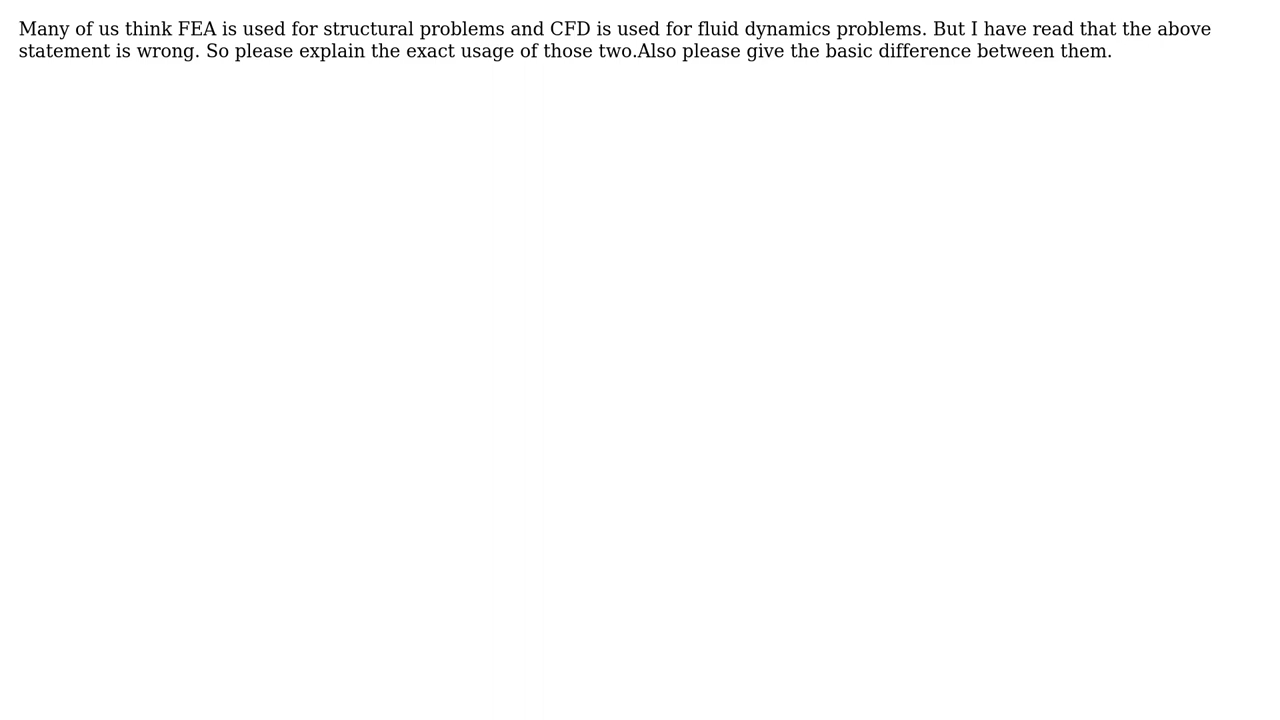 Many of us think FEA is used for structural problems and CFD is used for fluid dynamics problems. But I have read that the above
statement is wrong. So please explain the exact usage of those two.Also please give the basic difference between them.